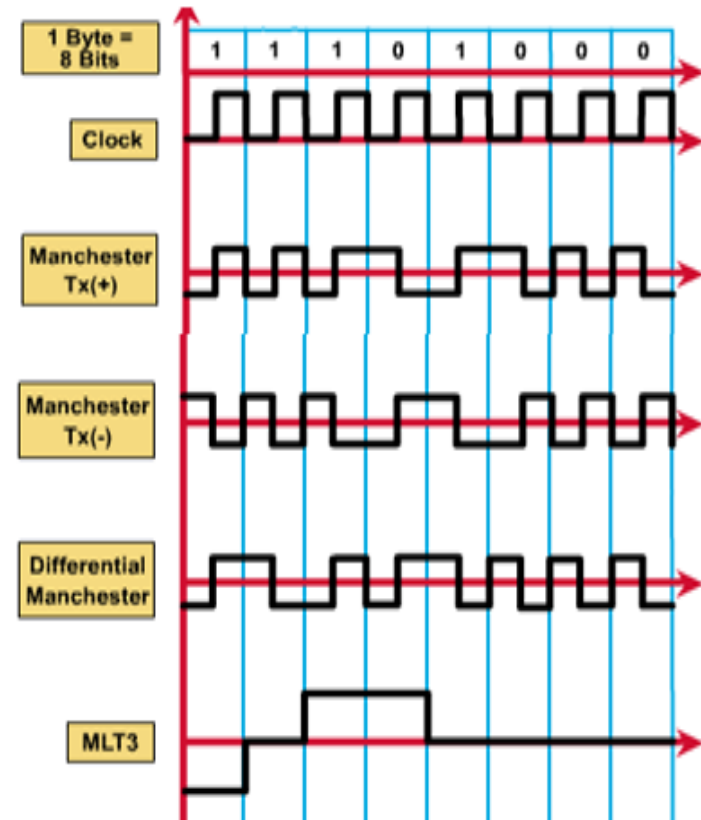 1 Byte =
8 Bits
1 1 1 0 1 0 0 0
Clock
Manchester
Tx(+)
Manchester
Tx(-)
Differential
Manchester
MLT3